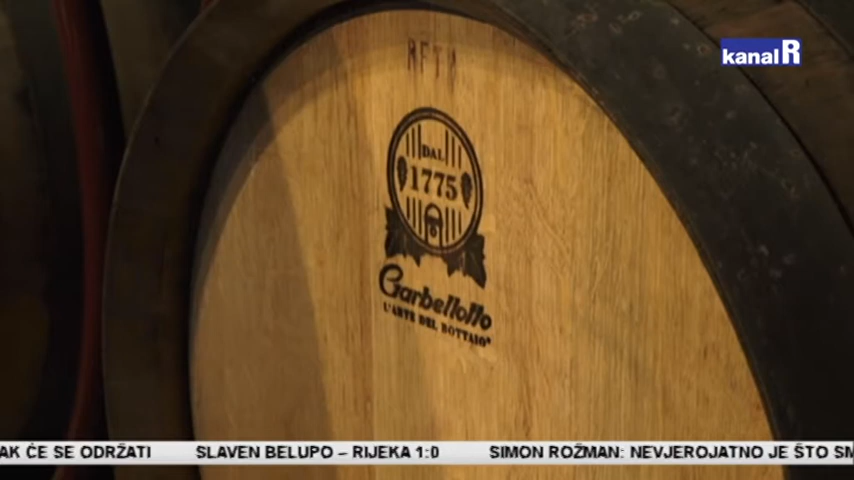 kanal R
MFTM
DAL
1775
Garbellotto
L'ARTE DEL BOTTAIO®
AK ĆE SE ODRŽATI SLAVEN BELUPO – RIJEKA 1:0 SIMON ROŽMAN: NEVJEROJATNO JE ŠTO SM